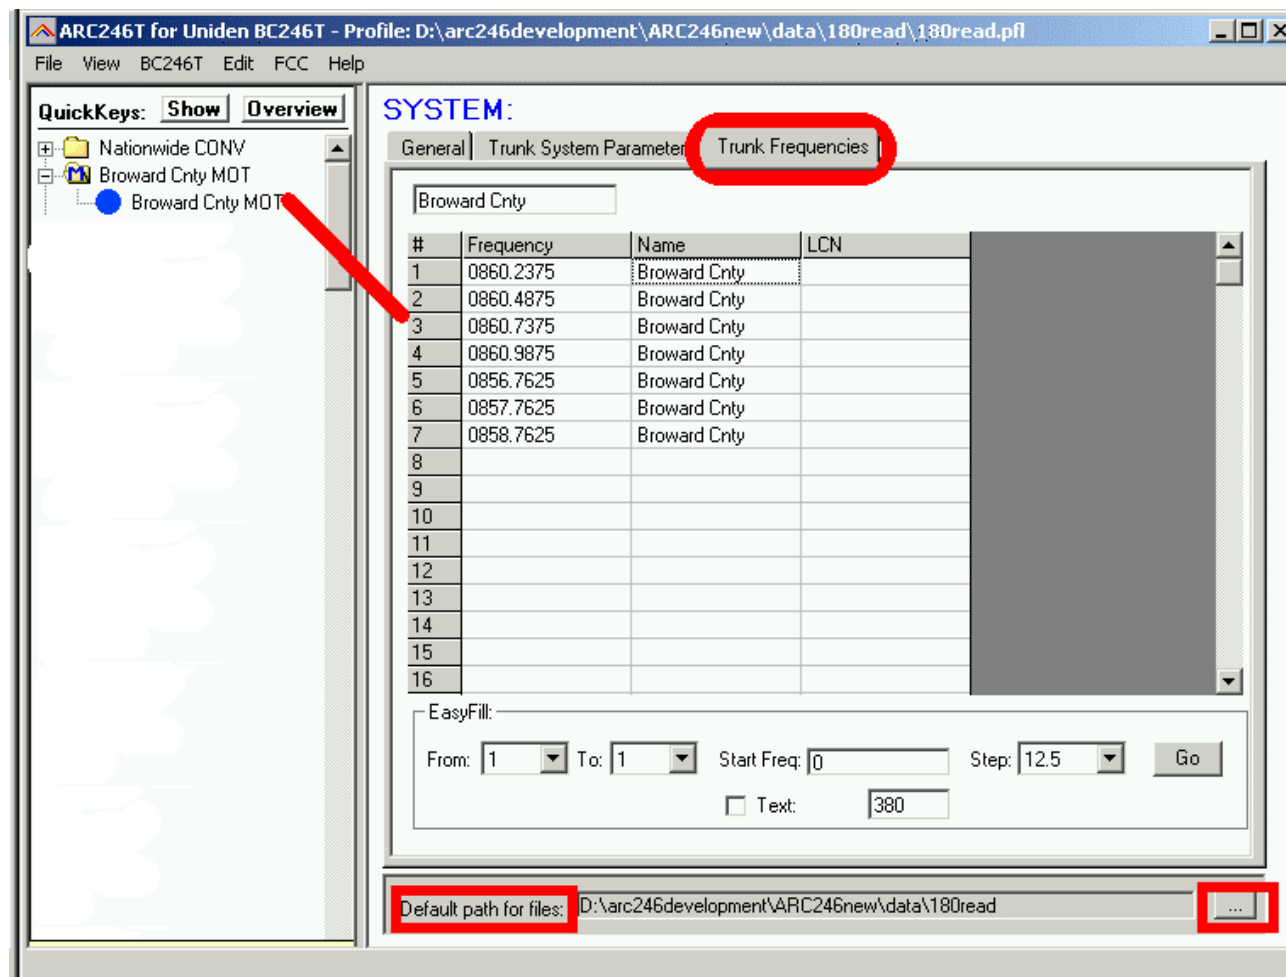 ARC246T for Uniden BC246T - Profile: D:\arc246development\ARC246new\data\180read\180read.pfl
File View BC246T Edit FCC Help
QuickKeys: Show Overview
Nationwide CONV
Broward Cnty MOT
Broward Cnty MOT
SYSTEM:
General Trunk System Parameter Trunk Frequencies
Broward Cnty
# Frequency Name LCN
1 0860.2375 Broward Cnty
2 0860.4875 Broward Cnty
3 0860.7375 Broward Cnty
4 0860.9875 Broward Cnty
5 0856.7625 Broward Cnty
6 0857.7625 Broward Cnty
7 0858.7625 Broward Cnty
8
9
10
11
12
13
14
15
16
EasyFill:
From: 1 To: 1 Start Freq: 0 Step: 12.5 Go
Text: 380
Default path for files: D:\arc246development\ARC246new\data\180read ...